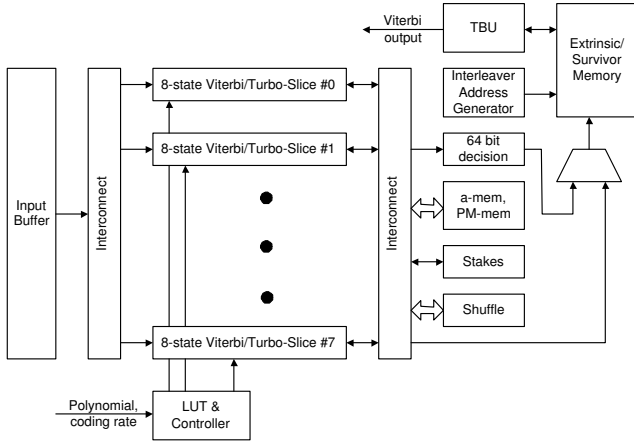 Viterbi
output
TBU
Extrinsic/
Survivor
Memory
8-state Viterbi/Turbo-Slice #0
Interleaver
Address
Generator
8-state Viterbi/Turbo-Slice #1
64 bit
decision
Input
Buffer
Interconnect
Interconnect
a-mem,
PM-mem
Stakes
Shuffle
8-state Viterbi/Turbo-Slice #7
Polynomial,
coding rate
LUT &
Controller